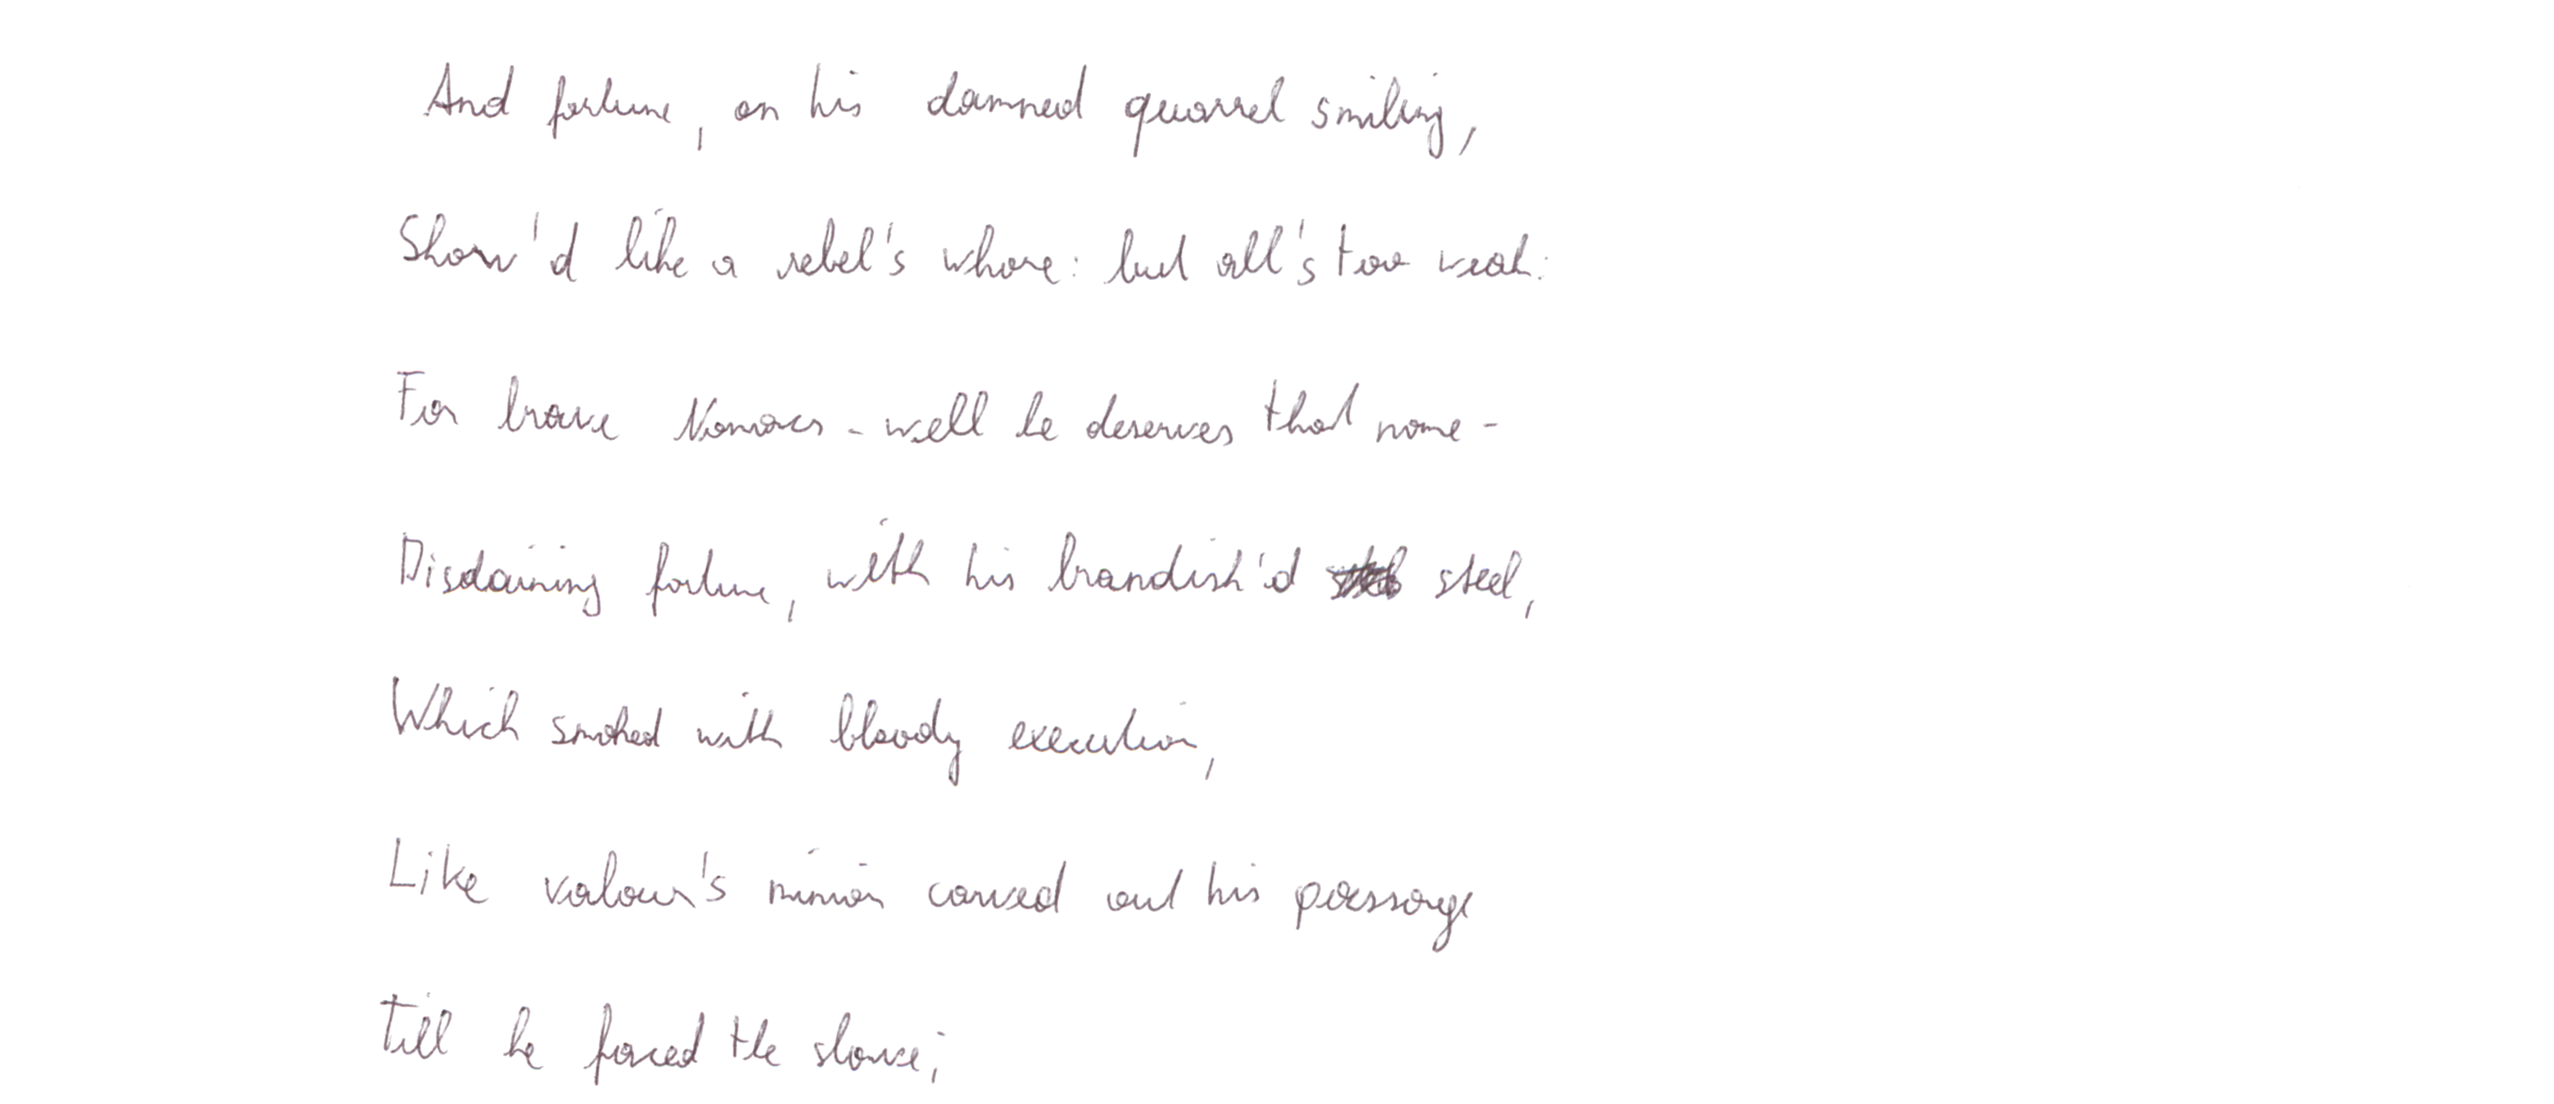 And fortune, on his damned quarrel smiling,
Show'd like a rebel's whore: but all's too weak:
For brave Nomacs - well he deserves that name -
Disdaining fortune, with his brandish'd steel,
Which smoked with bloody execution,
Like valour's minion carved out his passage
Till he forced the slave;